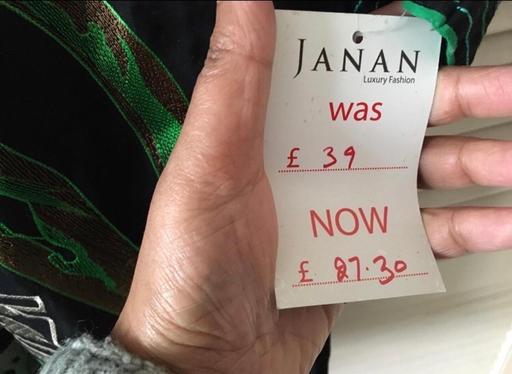 JANAN
Luxury Fashion
was
£ 39
NOW
£ 27.30